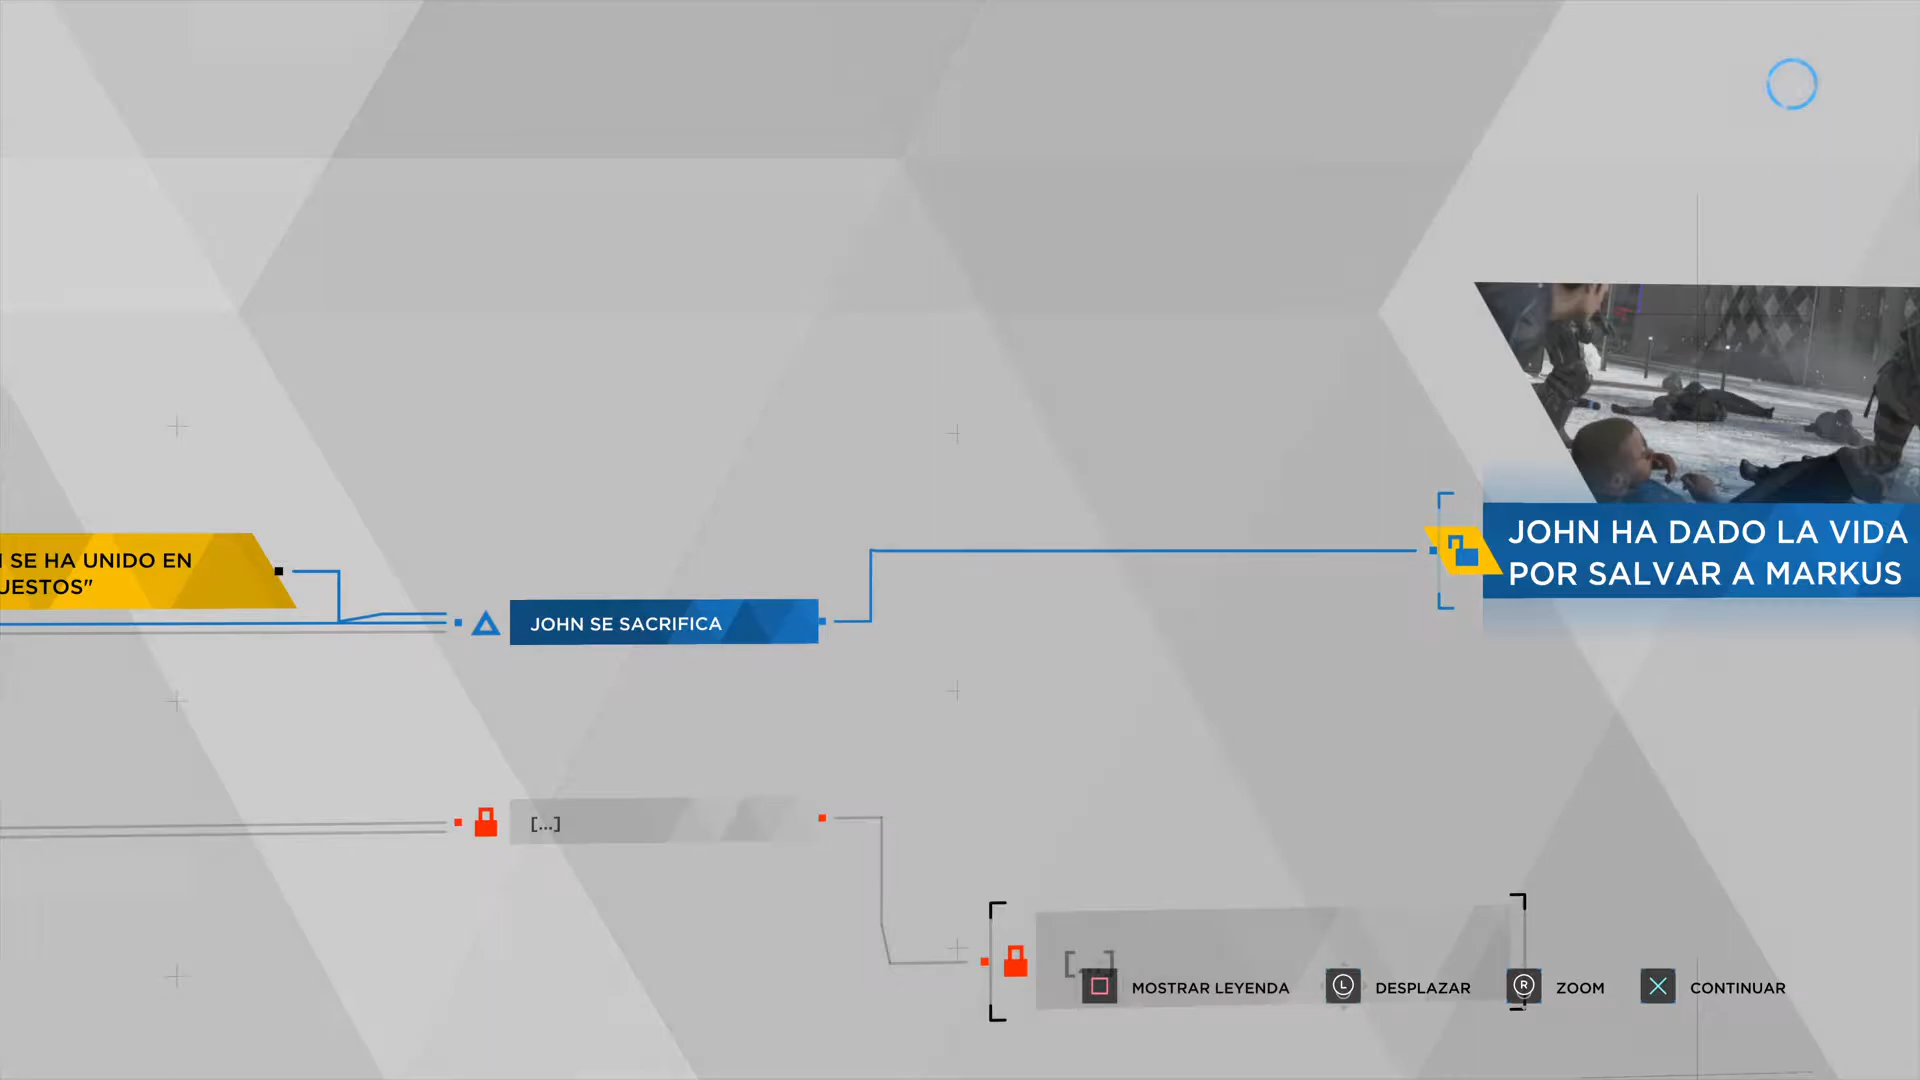 JOHN HA DADO LA VIDA
POR SALVAR A MARKUS
SE HA UNIDO EN
UESTOS"
JOHN SE SACRIFICA
[...]
[...]
MOSTRAR LEYENDA
L
DESPLAZAR
R
ZOOM
CONTINUAR